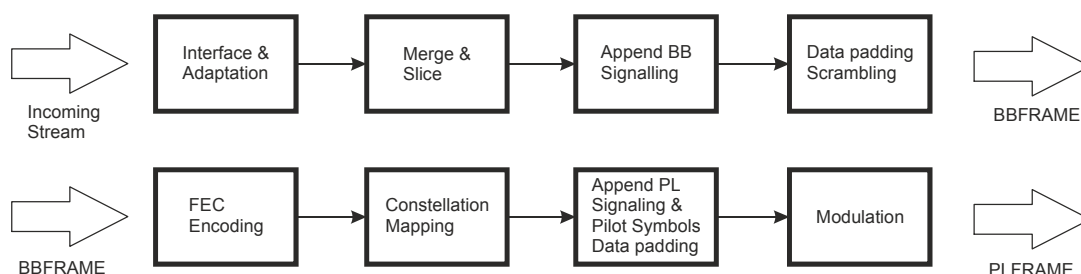 Interface &
Adaptation
Merge &
Slice
Append BB
Signalling
Data padding
Scrambling
Incoming
Stream
BBFRAME
FEC
Encoding
Constellation
Mapping
Append PL
Signaling &
Pilot Symbols
Data padding
Modulation
BBFRAME
PLFRAME